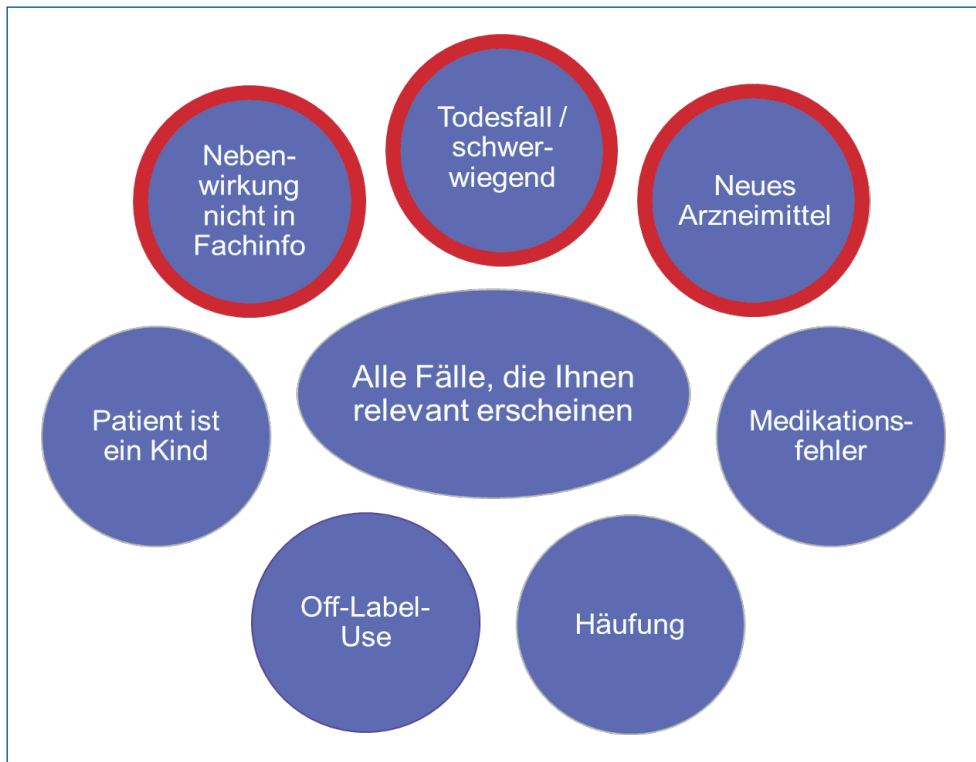 Neben-
wirkung
nicht in
Fachinfo
Todesfall /
schwer-
wiegend
Neues
Arzneimittel
Alle Fälle, die Ihnen
relevant erscheinen
Patient ist
ein Kind
Medikations-
fehler
Off-Label-
Use
Häufung